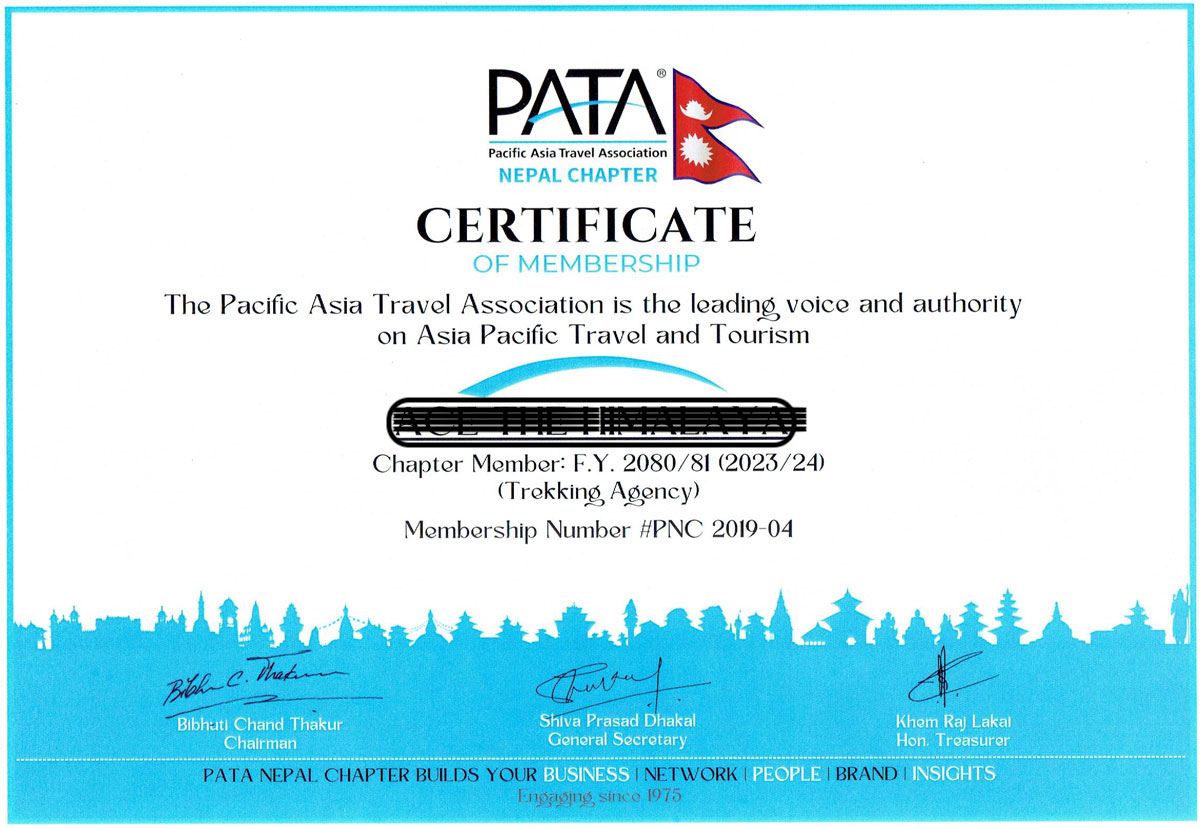 PATA®
Pacific Asia Travel Association
NEPAL CHAPTER
CERTIFICATE
OF MEMBERSHIP
The Pacific Asia Travel Association is the leading voice and authority
on Asia Pacific Travel and Tourism
Chapter Member: F.Y. 2080/81 (2023/24)
(Trekking Agency)
Membership Number #PNC 2019-04
Bibhuti Chand Thakur
Chairman
Shiva Prasad Dhakal
General Secretary
Khem Raj Lakai
Hon. Treasurer
PATA NEPAL CHAPTER BUILDS YOUR BUSINESS | NETWORK | PEOPLE | BRAND | INSIGHTS
Engaging since 1975